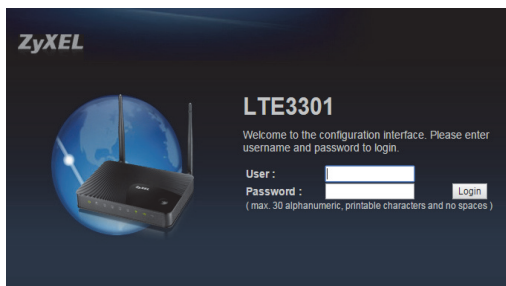 ZyXEL
LTE3301
Welcome to the configuration interface. Please enter
username and password to login.
User :
Password :
Login
( max. 30 alphanumeric, printable characters and no spaces )
ZyXEL